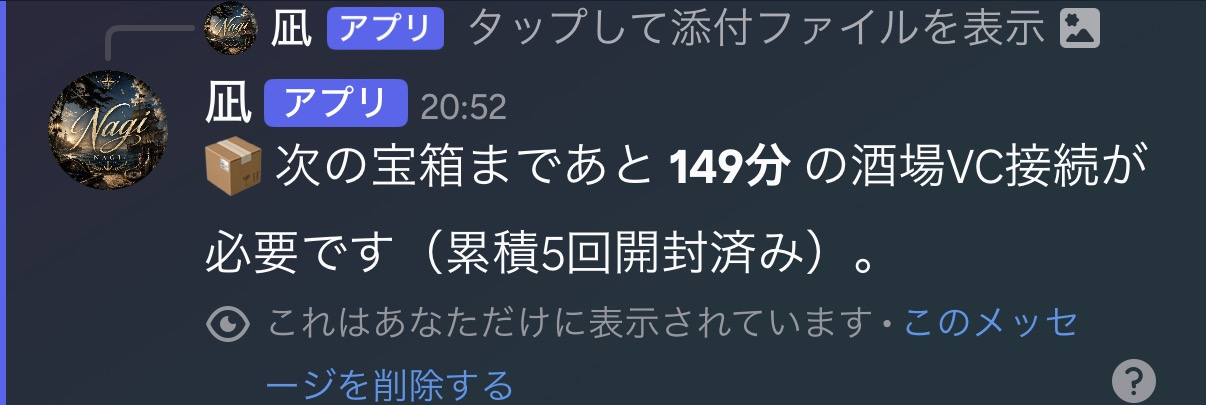 Nagi 凪 アプリ タップして添付ファイルを表示
凪 アプリ 20:52
Nagi
NAGI
次の宝箱まであと 149分 の酒場VC接続が
必要です（累積5回開封済み）。
これはあなただけに表示されています・このメッセ
ージを削除する
?